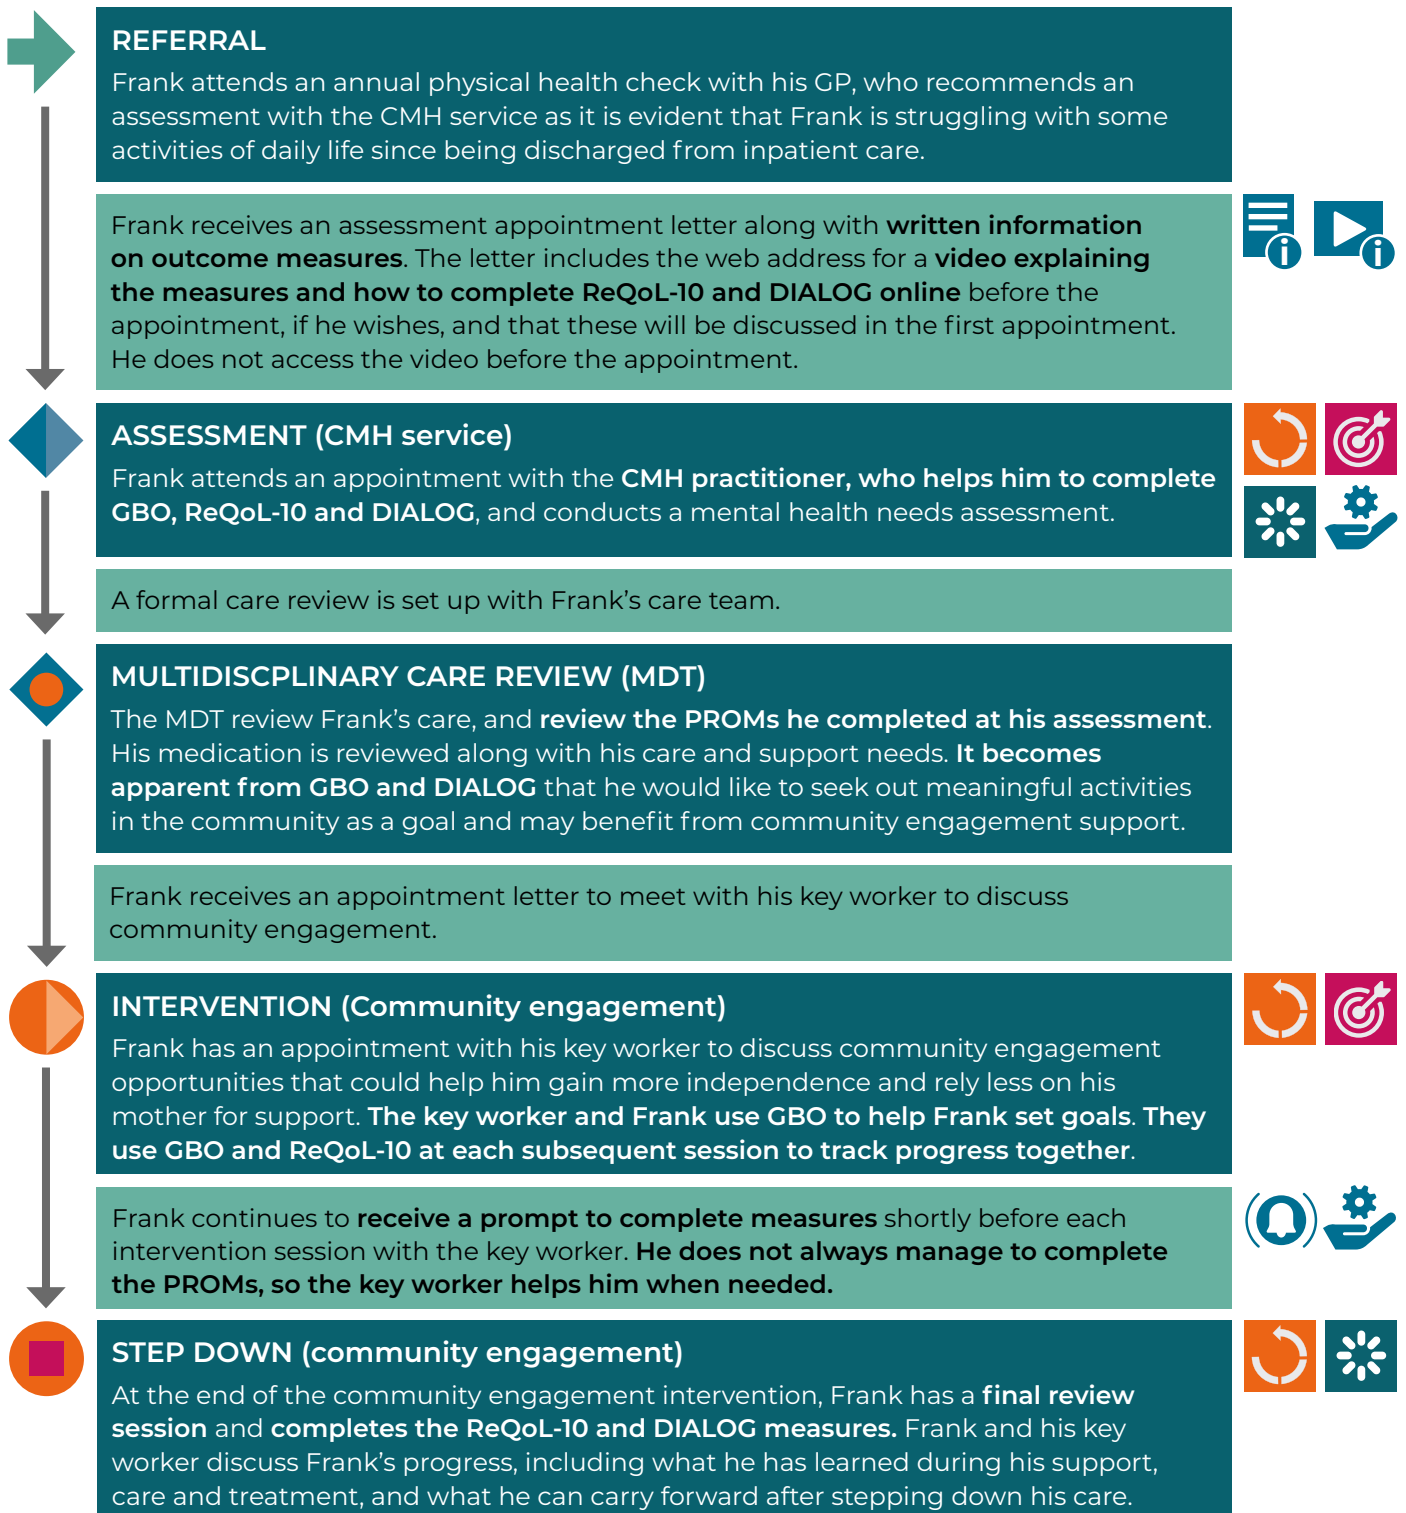 REFERRAL
Frank attends an annual physical health check with his GP, who recommends an
assessment with the CMH service as it is evident that Frank is struggling with some
activities of daily life since being discharged from inpatient care.
Frank receives an assessment appointment letter along with written information
on outcome measures. The letter includes the web address for a video explaining
the measures and how to complete ReQoL-10 and DIALOG online before the
appointment, if he wishes, and that these will be discussed in the first appointment.
He does not access the video before the appointment.
ASSESSMENT (CMH service)
Frank attends an appointment with the CMH practitioner, who helps him to complete
GBO, ReQoL-10 and DIALOG, and conducts a mental health needs assessment.
A formal care review is set up with Frank's care team.
MULTIDISCPLINARY CARE REVIEW (MDT)
The MDT review Frank's care, and review the PROMs he completed at his assessment.
His medication is reviewed along with his care and support needs. It becomes
apparent from GBO and DIALOG that he would like to seek out meaningful activities
in the community as a goal and may benefit from community engagement support.
Frank receives an appointment letter to meet with his key worker to discuss
community engagement.
INTERVENTION (Community engagement)
Frank has an appointment with his key worker to discuss community engagement
opportunities that could help him gain more independence and rely less on his
mother for support. The key worker and Frank use GBO to help Frank set goals. They
use GBO and ReQoL-10 at each subsequent session to track progress together.
Frank continues to receive a prompt to complete measures shortly before each
intervention session with the key worker. He does not always manage to complete
the PROMs, so the key worker helps him when needed.
STEP DOWN (community engagement)
At the end of the community engagement intervention, Frank has a final review
session and completes the ReQoL-10 and DIALOG measures. Frank and his key
worker discuss Frank's progress, including what he has learned during his support,
care and treatment, and what he can carry forward after stepping down his care.